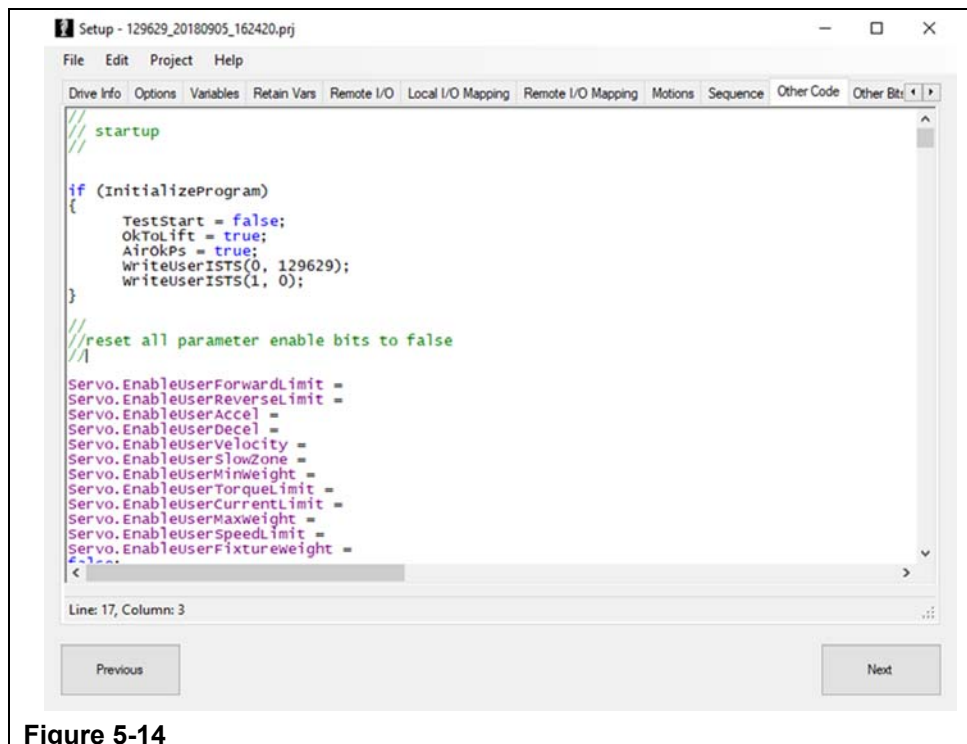 Setup - 129629_20180905_162420.prj
File Edit Project Help
Drive Info Options Variables Retain Vars Remote I/O Local I/O Mapping Remote I/O Mapping Motions Sequence Other Code Other Bits
//
// startup
//
if (InitializeProgram)
{
TestStart = false;
OkToLift = true;
AirOkPs = true;
WriteUserISTS(0, 129629);
WriteUserISTS(1, 0);
}
//
//reset all parameter enable bits to false
//
Servo.EnableUserForwardLimit =
Servo.EnableUserReverseLimit =
Servo.EnableUserAccel =
Servo.EnableUserDecel =
Servo.EnableUserVelocity =
Servo.EnableUserSlowZone =
Servo.EnableUserMinWeight =
Servo.EnableUserTorqueLimit =
Servo.EnableUserCurrentLimit =
Servo.EnableUserMaxWeight =
Servo.EnableUserSpeedLimit =
Servo.EnableUserFixtureWeight =
false;
Line: 17, Column: 3
Previous Next
Figure 5-14